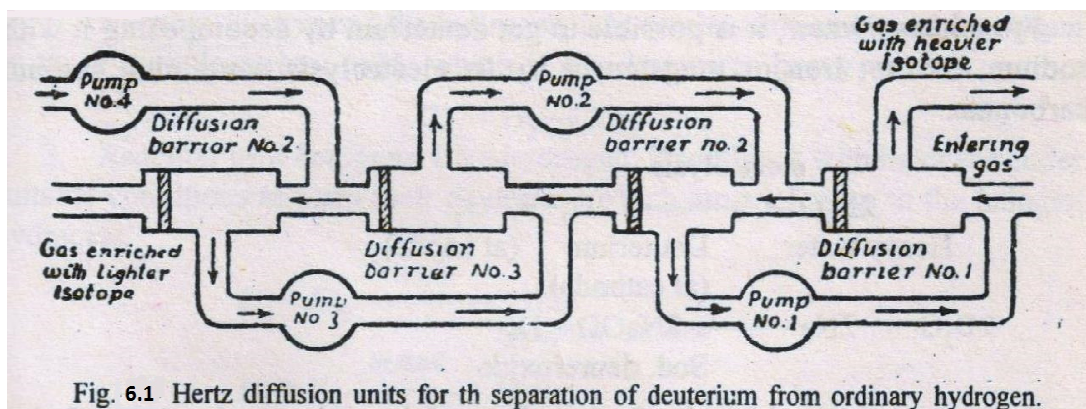 Gas enriched
with heavier
Isotope
Pump
No.4
Pump
No.2
Diffusion
barrior No.2
Diffusion
barrier no.2
Entering
gas
Gas enriched
with lighter
Isotope
Diffusion
barrier No.3
Diffusion
barrier No.1
Pump
No 3
Pump
No.1
Fig. 6.1 Hertz diffusion units for th separation of deuterium from ordinary hydrogen.